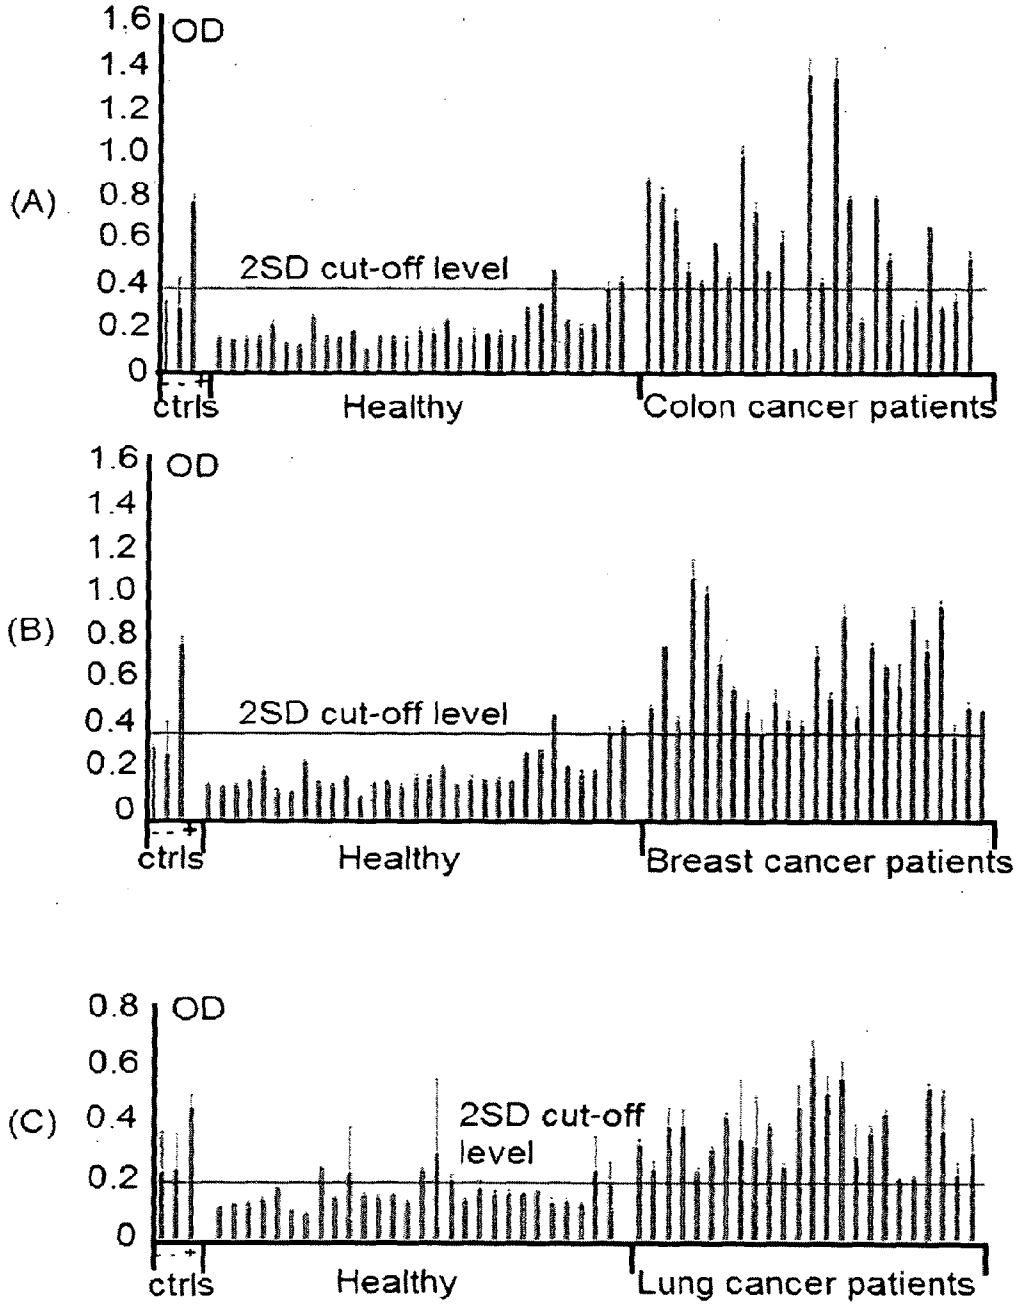 (A)
OD
1.6
1.4
1.2
1.0
0.8
0.6
0.4
0.2
0
2SD cut-off level
- - +
ctrls
Healthy
Colon cancer patients
(B)
OD
1.6
1.4
1.2
1.0
0.8
0.6
0.4
0.2
0
2SD cut-off level
- - +
ctrls
Healthy
Breast cancer patients
(C)
OD
0.8
0.6
0.4
0.2
0
2SD cut-off
level
- - +
ctrls
Healthy
Lung cancer patients